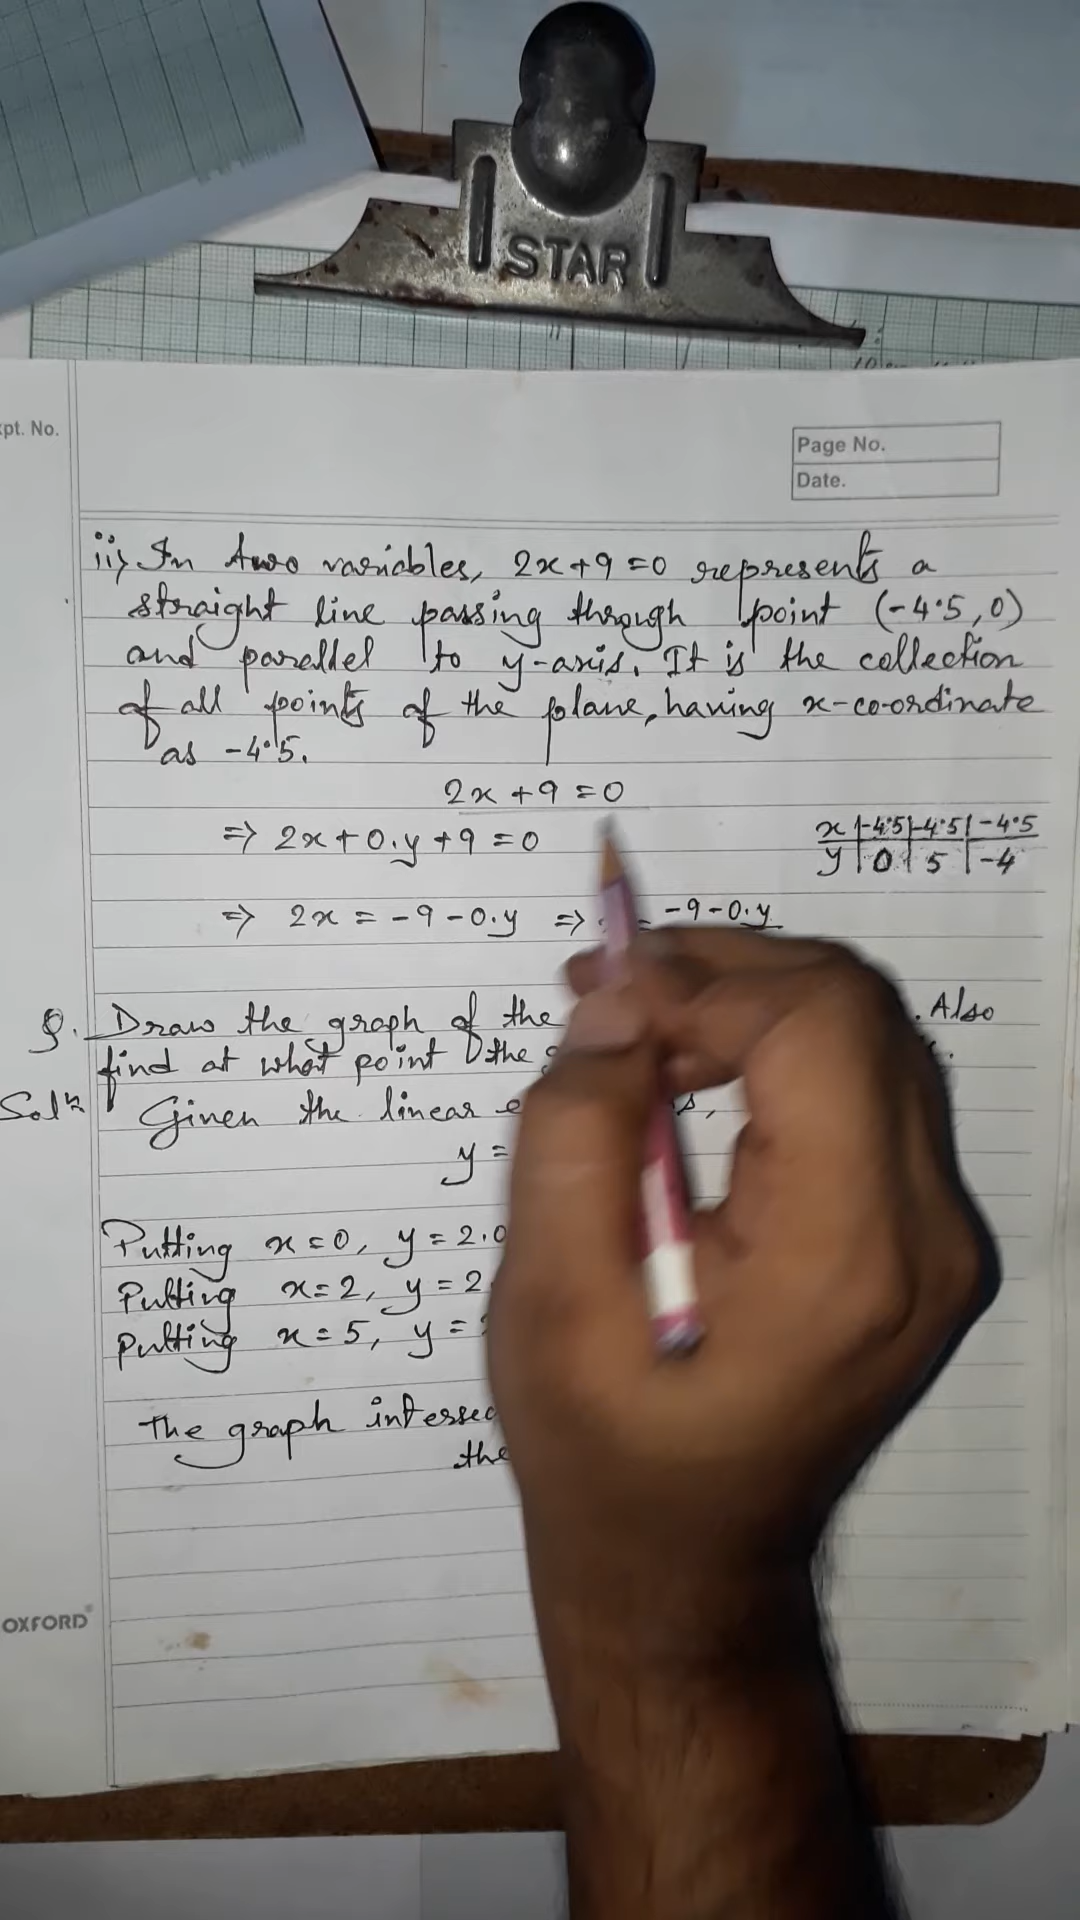 STAR
xpt. No.
Page No.
Date.
ii) In two variables, 2x+9=0 represents a
straight line passing through point (-4.5,0)
and parellel to y-axis. It is the collection
of all points of the plane, having x-co-ordinate
as -4.5.
2x+9=0
⇒ 2x+0.y+9=0
x | -4.5 | -4.5 | -4.5
y | 0 | 5 | -4
⇒ 2x = -9-0.y ⇒ = -9-0.y
Q. Draw the graph of the . Also
find at what point the
Solⁿ Given the linear
y =
Putting x=0, y=2.0
Putting x=2, y=2
Putting x=5, y=
The graph intersec
the
OXFORD